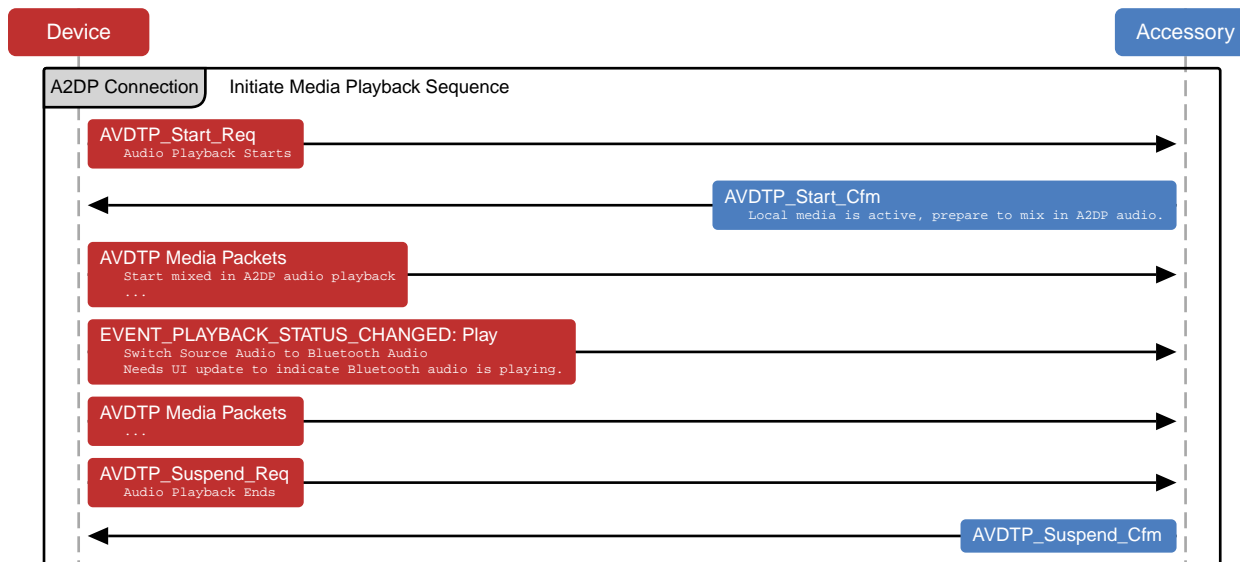 Device
Accessory
A2DP Connection
Initiate Media Playback Sequence
AVDTP_Start_Req
Audio Playback Starts
AVDTP_Start_Cfm
Local media is active, prepare to mix in A2DP audio.
AVDTP Media Packets
Start mixed in A2DP audio playback
...
EVENT_PLAYBACK_STATUS_CHANGED: Play
Switch Source Audio to Bluetooth Audio
Needs UI update to indicate Bluetooth audio is playing.
AVDTP Media Packets
...
AVDTP_Suspend_Req
Audio Playback Ends
AVDTP_Suspend_Cfm